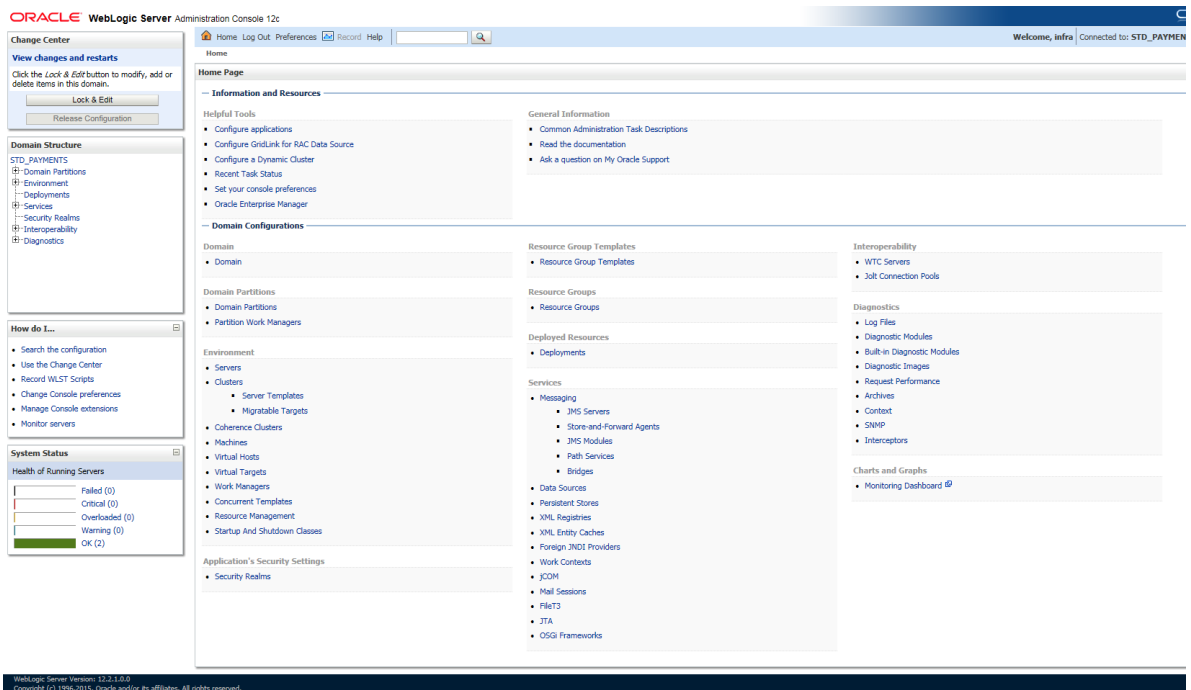 ORACLE WebLogic Server Administration Console 12c
Change Center
View changes and restarts
Click the Lock & Edit button to modify, add or
delete items in this domain.
Lock & Edit
Release Configuration
Domain Structure
STD_PAYMENTS
Domain Partitions
Environment
Deployments
Services
Security Realms
Interoperability
Diagnostics
How do I...
Search the configuration
Use the Change Center
Record WLST Scripts
Change Console preferences
Manage Console extensions
Monitor servers
System Status
Health of Running Servers
Failed (0)
Critical (0)
Overloaded (0)
Warning (0)
OK (2)
Home Log Out Preferences Record Help
Welcome, infra Connected to: STD_PAYMEN
Home
Home Page
Information and Resources
Helpful Tools
Configure applications
Configure GridLink for RAC Data Source
Configure a Dynamic Cluster
Recent Task Status
Set your console preferences
Oracle Enterprise Manager
General Information
Common Administration Task Descriptions
Read the documentation
Ask a question on My Oracle Support
Domain Configurations
Domain
Domain
Domain Partitions
Domain Partitions
Partition Work Managers
Environment
Servers
Clusters
Server Templates
Migratable Targets
Coherence Clusters
Machines
Virtual Hosts
Virtual Targets
Work Managers
Concurrent Templates
Resource Management
Startup And Shutdown Classes
Application's Security Settings
Security Realms
Resource Group Templates
Resource Group Templates
Resource Groups
Resource Groups
Deployed Resources
Deployments
Services
Messaging
JMS Servers
Store-and-Forward Agents
JMS Modules
Path Services
Bridges
Data Sources
Persistent Stores
XML Registries
XML Entity Caches
Foreign JNDI Providers
Work Contexts
jCOM
Mail Sessions
FileT3
JTA
OSGi Frameworks
Interoperability
WTC Servers
Jolt Connection Pools
Diagnostics
Log Files
Diagnostic Modules
Built-in Diagnostic Modules
Diagnostic Images
Request Performance
Archives
Context
SNMP
Interceptors
Charts and Graphs
Monitoring Dashboard
WebLogic Server Version: 12.2.1.0.0
Copyright (c) 1996,2015, Oracle and/or its affiliates. All rights reserved.